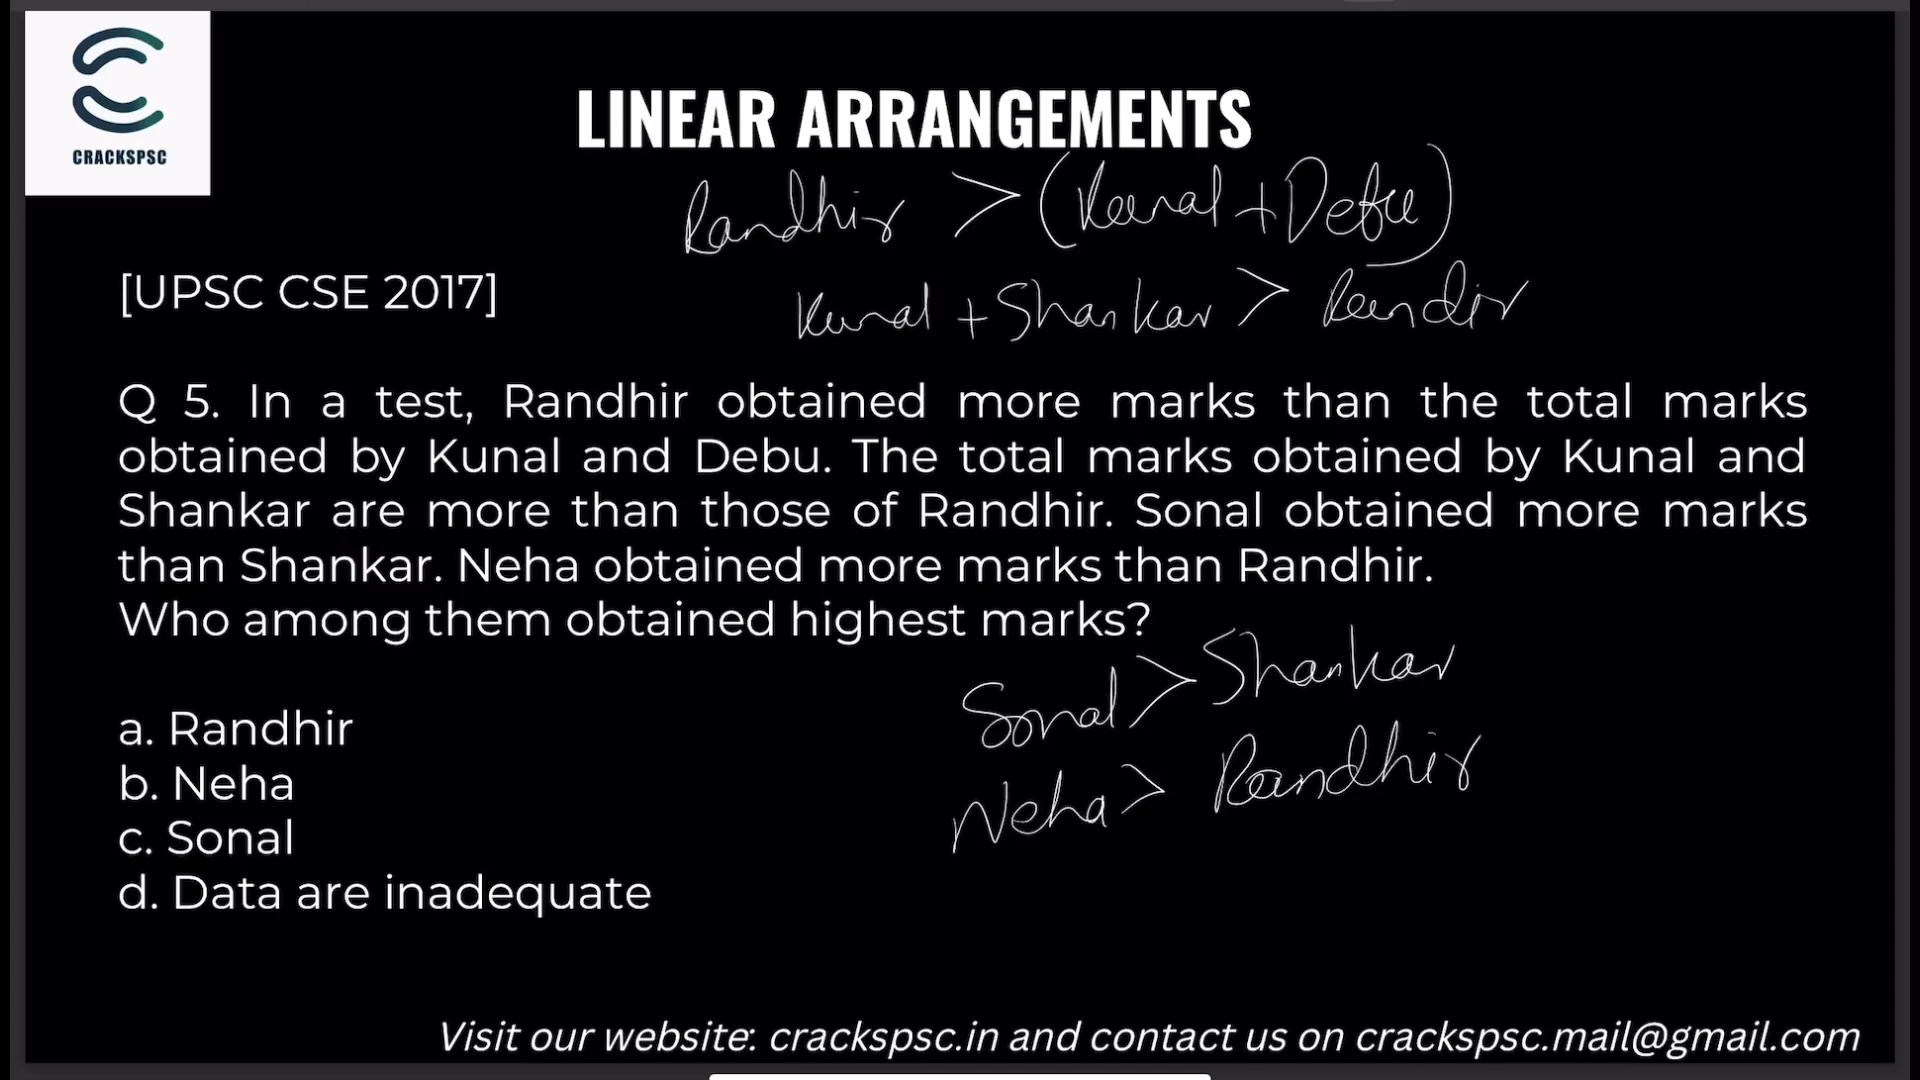 CRACKSPSC
LINEAR ARRANGEMENTS
Randhir > (Kunal + Debu)
[UPSC CSE 2017]
Kunal + Shankar > Randir
Q 5. In a test, Randhir obtained more marks than the total marks
obtained by Kunal and Debu. The total marks obtained by Kunal and
Shankar are more than those of Randhir. Sonal obtained more marks
than Shankar. Neha obtained more marks than Randhir.
Who among them obtained highest marks?
Sonal > Shankar
Neha > Randhir
a. Randhir
b. Neha
c. Sonal
d. Data are inadequate
Visit our website: crackspsc.in and contact us on crackspsc.mail@gmail.com